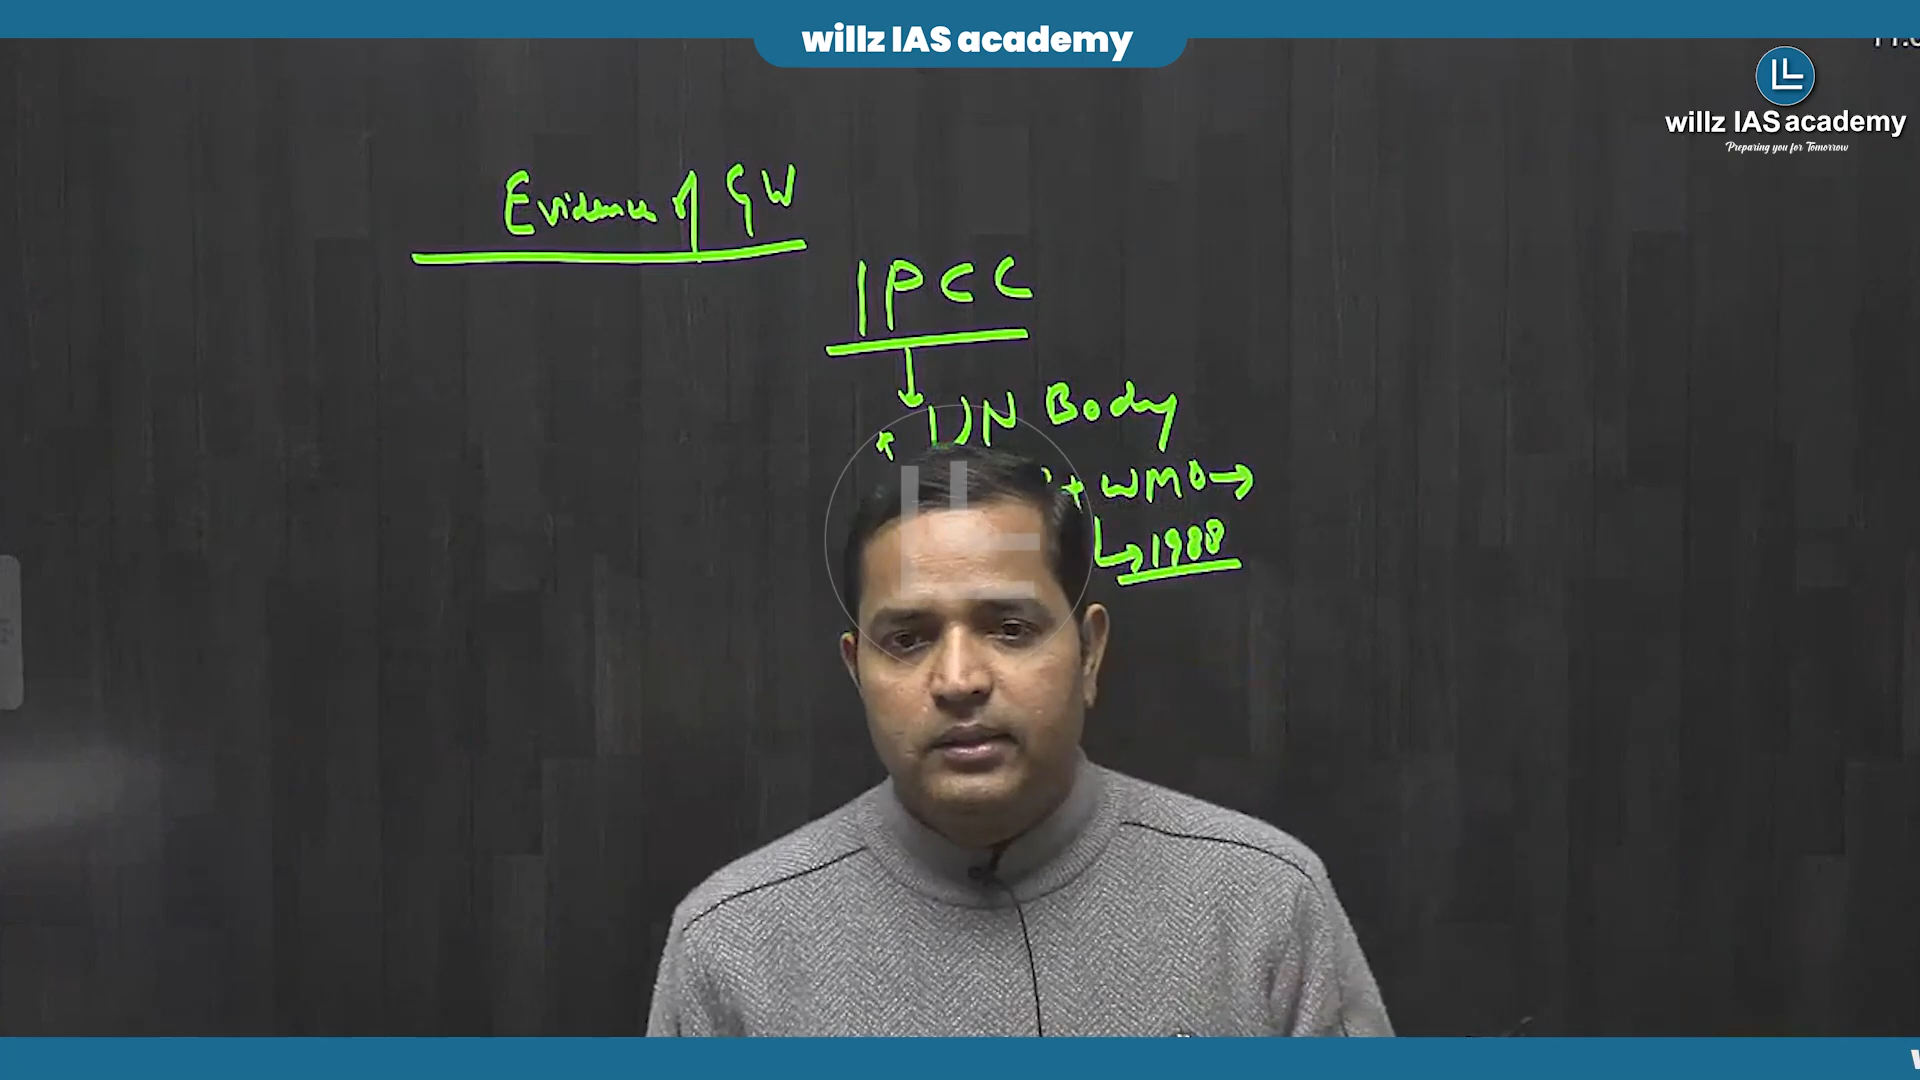 willz IAS academy
willz IAS academy
Preparing you for Tomorrow
Evidence of GW
IPCC
* UN Body
+ WMO →
↳ 1988